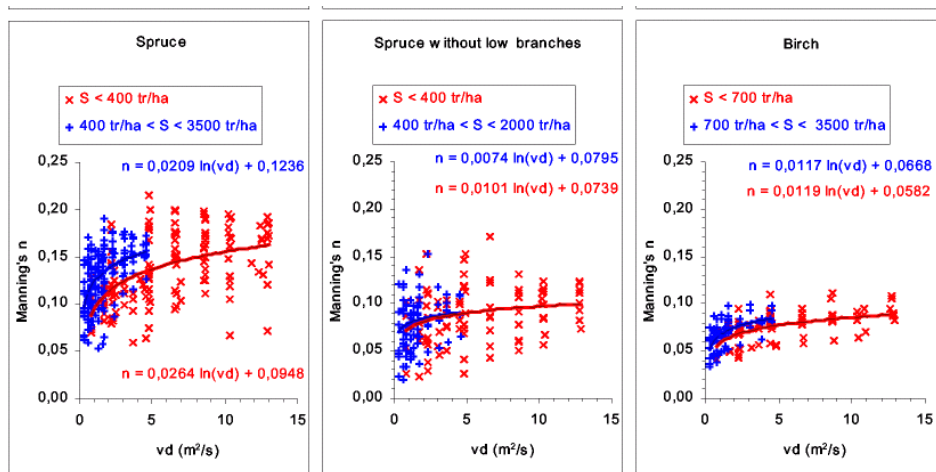 Spruce
× S < 400 tr/ha
+ 400 tr/ha < S < 3500 tr/ha
n = 0,0209 ln(vd) + 0,1236
n = 0,0264 ln(vd) + 0,0948
Manning's n
0,25
0,20
0,15
0,10
0,05
0,00
0 5 10 15
vd (m²/s)
Spruce without low branches
× S < 400 tr/ha
+ 400 tr/ha < S < 2000 tr/ha
n = 0,0074 ln(vd) + 0,0795
n = 0,0101 ln(vd) + 0,0739
Manning's n
0,25
0,20
0,15
0,10
0,05
0,00
0 5 10 15
vd (m²/s)
Birch
× S < 700 tr/ha
+ 700 tr/ha < S < 3500 tr/ha
n = 0,0117 ln(vd) + 0,0668
n = 0,0119 ln(vd) + 0,0582
Manning's n
0,25
0,20
0,15
0,10
0,05
0,00
0 5 10 15
vd (m²/s)